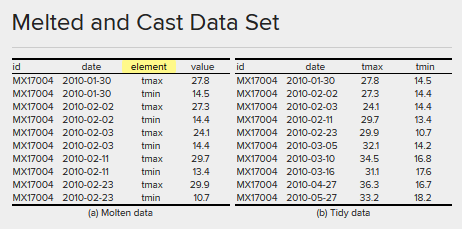 Melted and Cast Data Set
id date element value id date tmax tmin
MX17004 2010-01-30 tmax 27.8 MX17004 2010-01-30 27.8 14.5
MX17004 2010-01-30 tmin 14.5 MX17004 2010-02-02 27.3 14.4
MX17004 2010-02-02 tmax 27.3 MX17004 2010-02-03 24.1 14.4
MX17004 2010-02-02 tmin 14.4 MX17004 2010-02-11 29.7 13.4
MX17004 2010-02-03 tmax 24.1 MX17004 2010-02-23 29.9 10.7
MX17004 2010-02-03 tmin 14.4 MX17004 2010-03-05 32.1 14.2
MX17004 2010-02-11 tmax 29.7 MX17004 2010-03-10 34.5 16.8
MX17004 2010-02-11 tmin 13.4 MX17004 2010-03-16 31.1 17.6
MX17004 2010-02-23 tmax 29.9 MX17004 2010-04-27 36.3 16.7
MX17004 2010-02-23 tmin 10.7 MX17004 2010-05-27 33.2 18.2
(a) Molten data (b) Tidy data